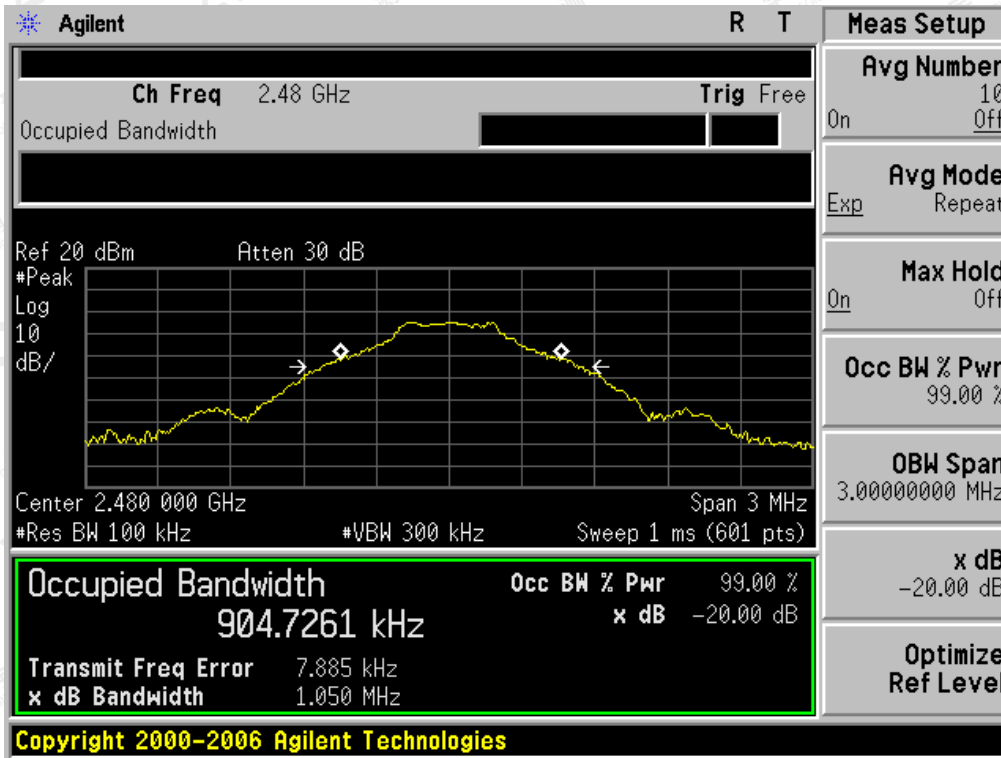 Agilent R T
Ch Freq 2.48 GHz Trig Free
Occupied Bandwidth
Ref 20 dBm Atten 30 dB
#Peak
Log
10
dB/
Center 2.480 000 GHz Span 3 MHz
#Res BW 100 kHz #VBW 300 kHz Sweep 1 ms (601 pts)
Occupied Bandwidth
904.7261 kHz
Occ BW % Pwr 99.00 %
x dB -20.00 dB
Transmit Freq Error 7.885 kHz
x dB Bandwidth 1.050 MHz
Copyright 2000-2006 Agilent Technologies
Meas Setup
Avg Number
10
On Off
Avg Mode
Exp Repeat
Max Hold
On Off
Occ BW % Pwr
99.00 %
OBW Span
3.00000000 MHz
x dB
-20.00 dB
Optimize
Ref Level